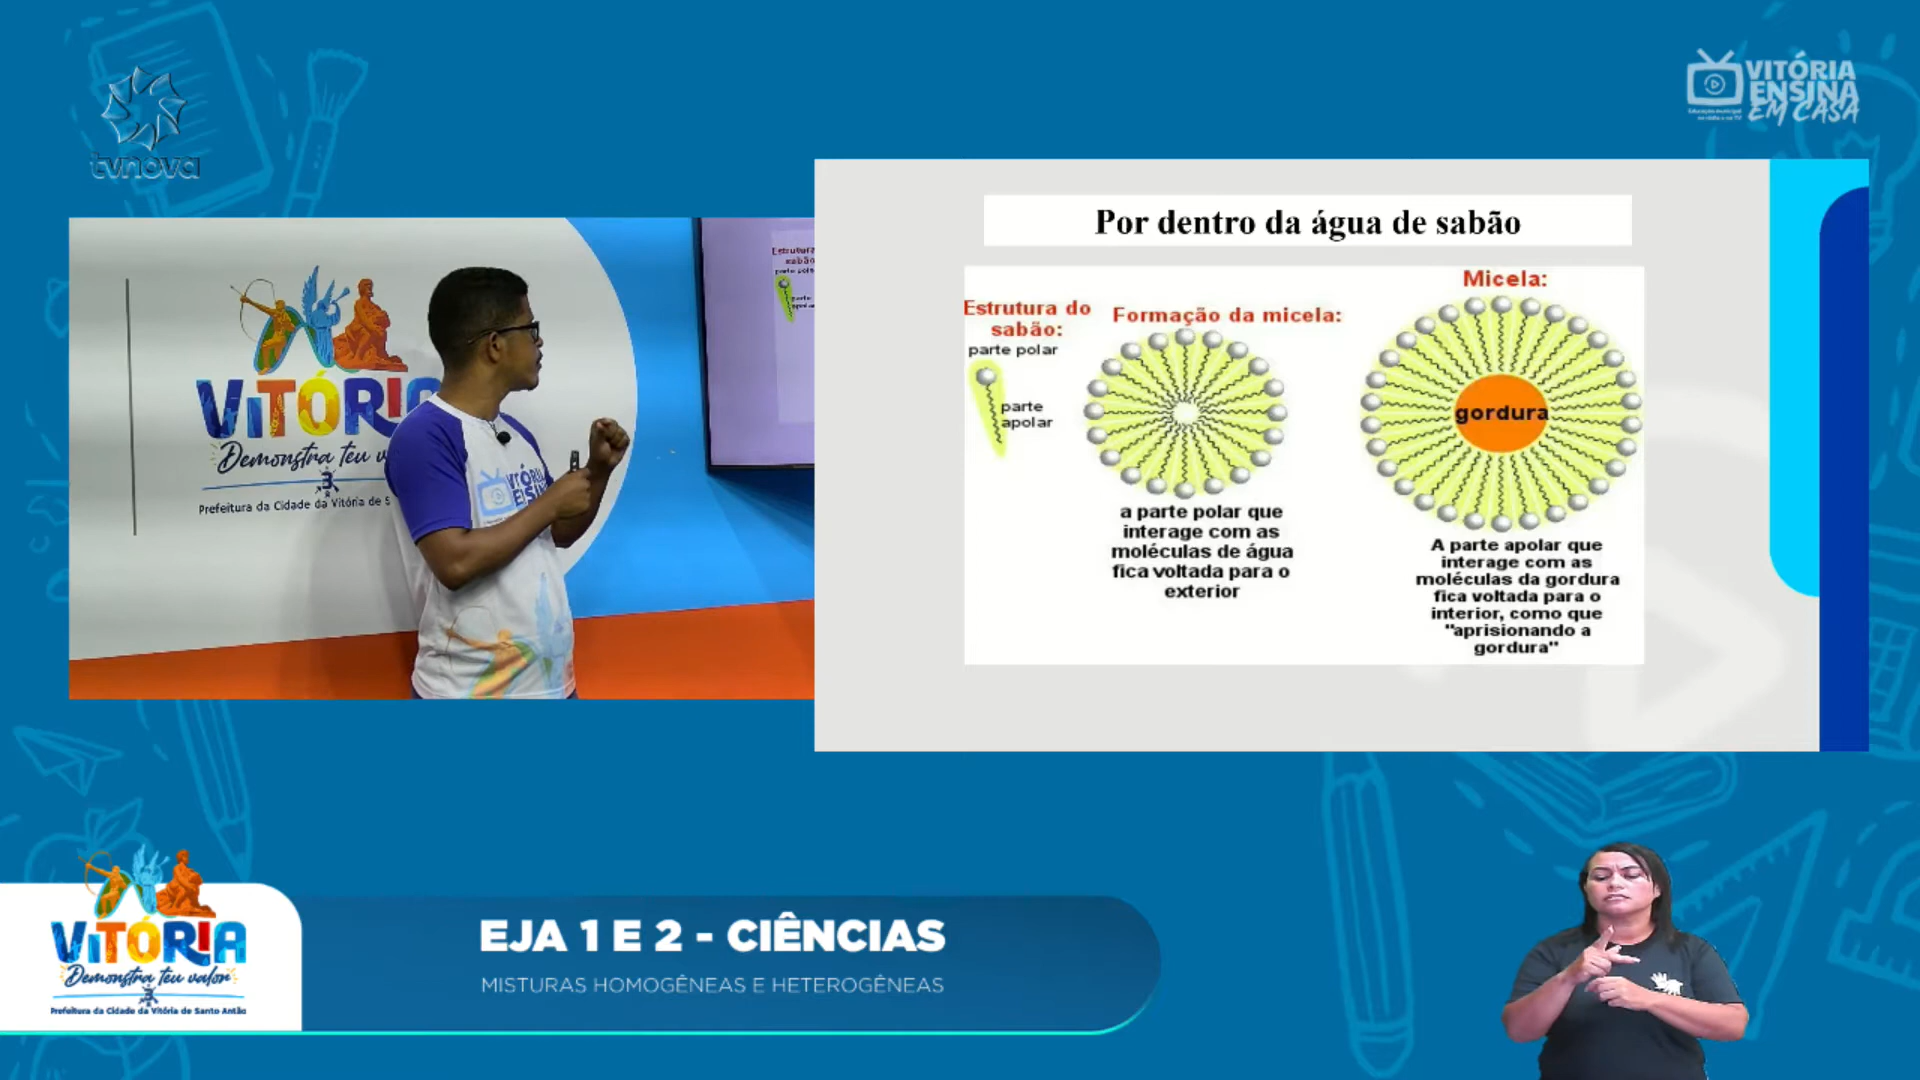 tvnova
VITÓRIA
ENSINA
EM CASA
VITÓRIA
Demonstra teu v
Prefeitura da Cidade da Vitória de S
Estrutura
sabão
VITÓRIA
Por dentro da água de sabão
Estrutura do
sabão:
parte polar
parte
apolar
Formação da micela:
a parte polar que
interage com as
moléculas de água
fica voltada para o
exterior
Micela:
gordura
A parte apolar que
interage com as
moléculas da gordura
fica voltada para o
interior, como que
"aprisionando a
gordura"
VITÓRIA
Demonstra teu valor
Prefeitura da Cidade da Vitória de Santo Antão
EJA 1 E 2 - CIÊNCIAS
MISTURAS HOMOGÊNEAS E HETEROGÊNEAS